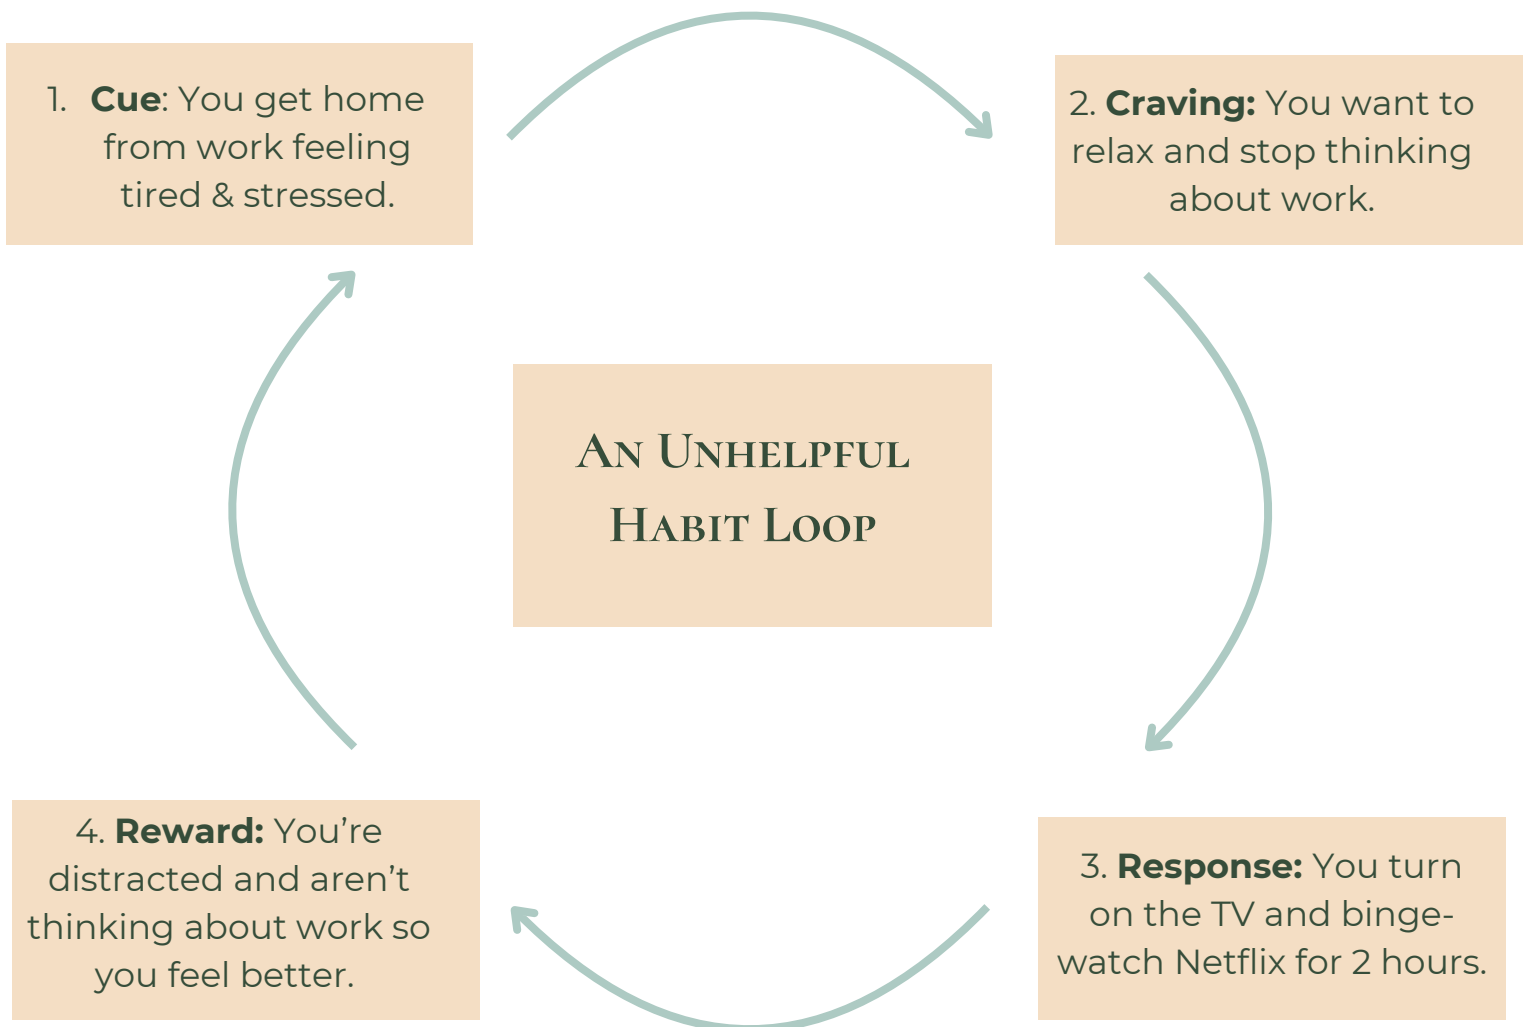 1. Cue: You get home
from work feeling
tired & stressed.
2. Craving: You want to
relax and stop thinking
about work.
An Unhelpful
Habit Loop
3. Response: You turn
on the TV and binge-
watch Netflix for 2 hours.
4. Reward: You’re
distracted and aren’t
thinking about work so
you feel better.